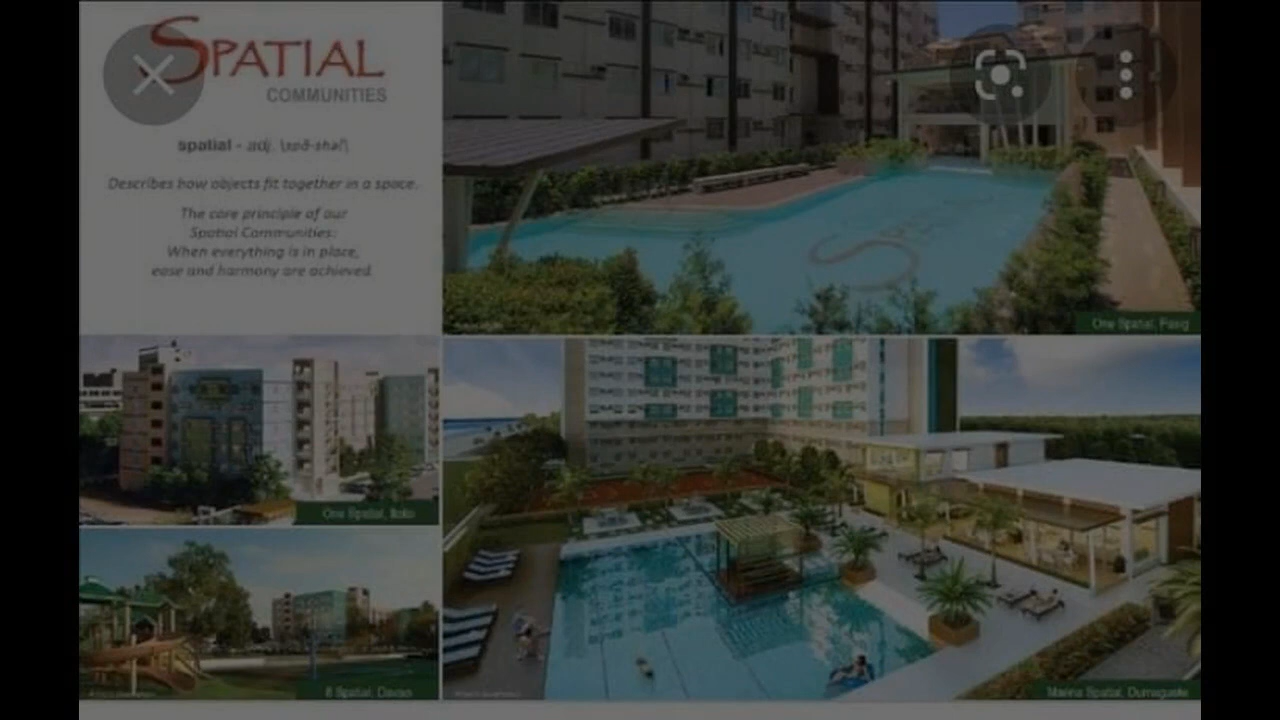 SPATIAL
COMMUNITIES
spatial - adj. \spā-shəl\
Describes how objects fit together in a space.
The core principle of our
Spatial Communities:
When everything is in place,
ease and harmony are achieved.
One Spatial, Pasig
One Spatial, Iloilo
8 Spatial, Davao
Marina Spatial, Dumaguete